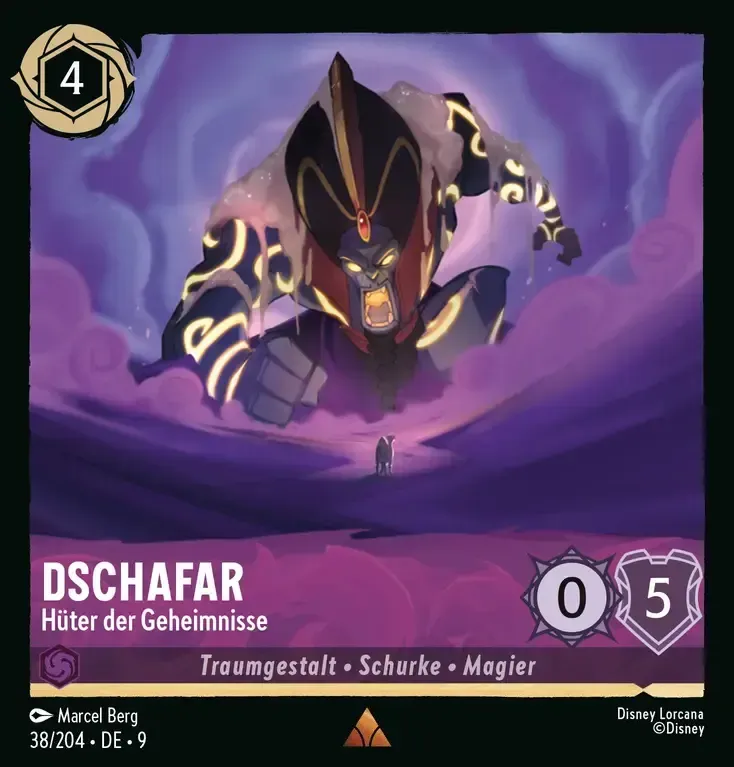 4
DSCHAFAR
Hüter der Geheimnisse
0
5
Traumgestalt • Schurke • Magier
Marcel Berg
38/204 • DE • 9
Disney Lorcana
©Disney